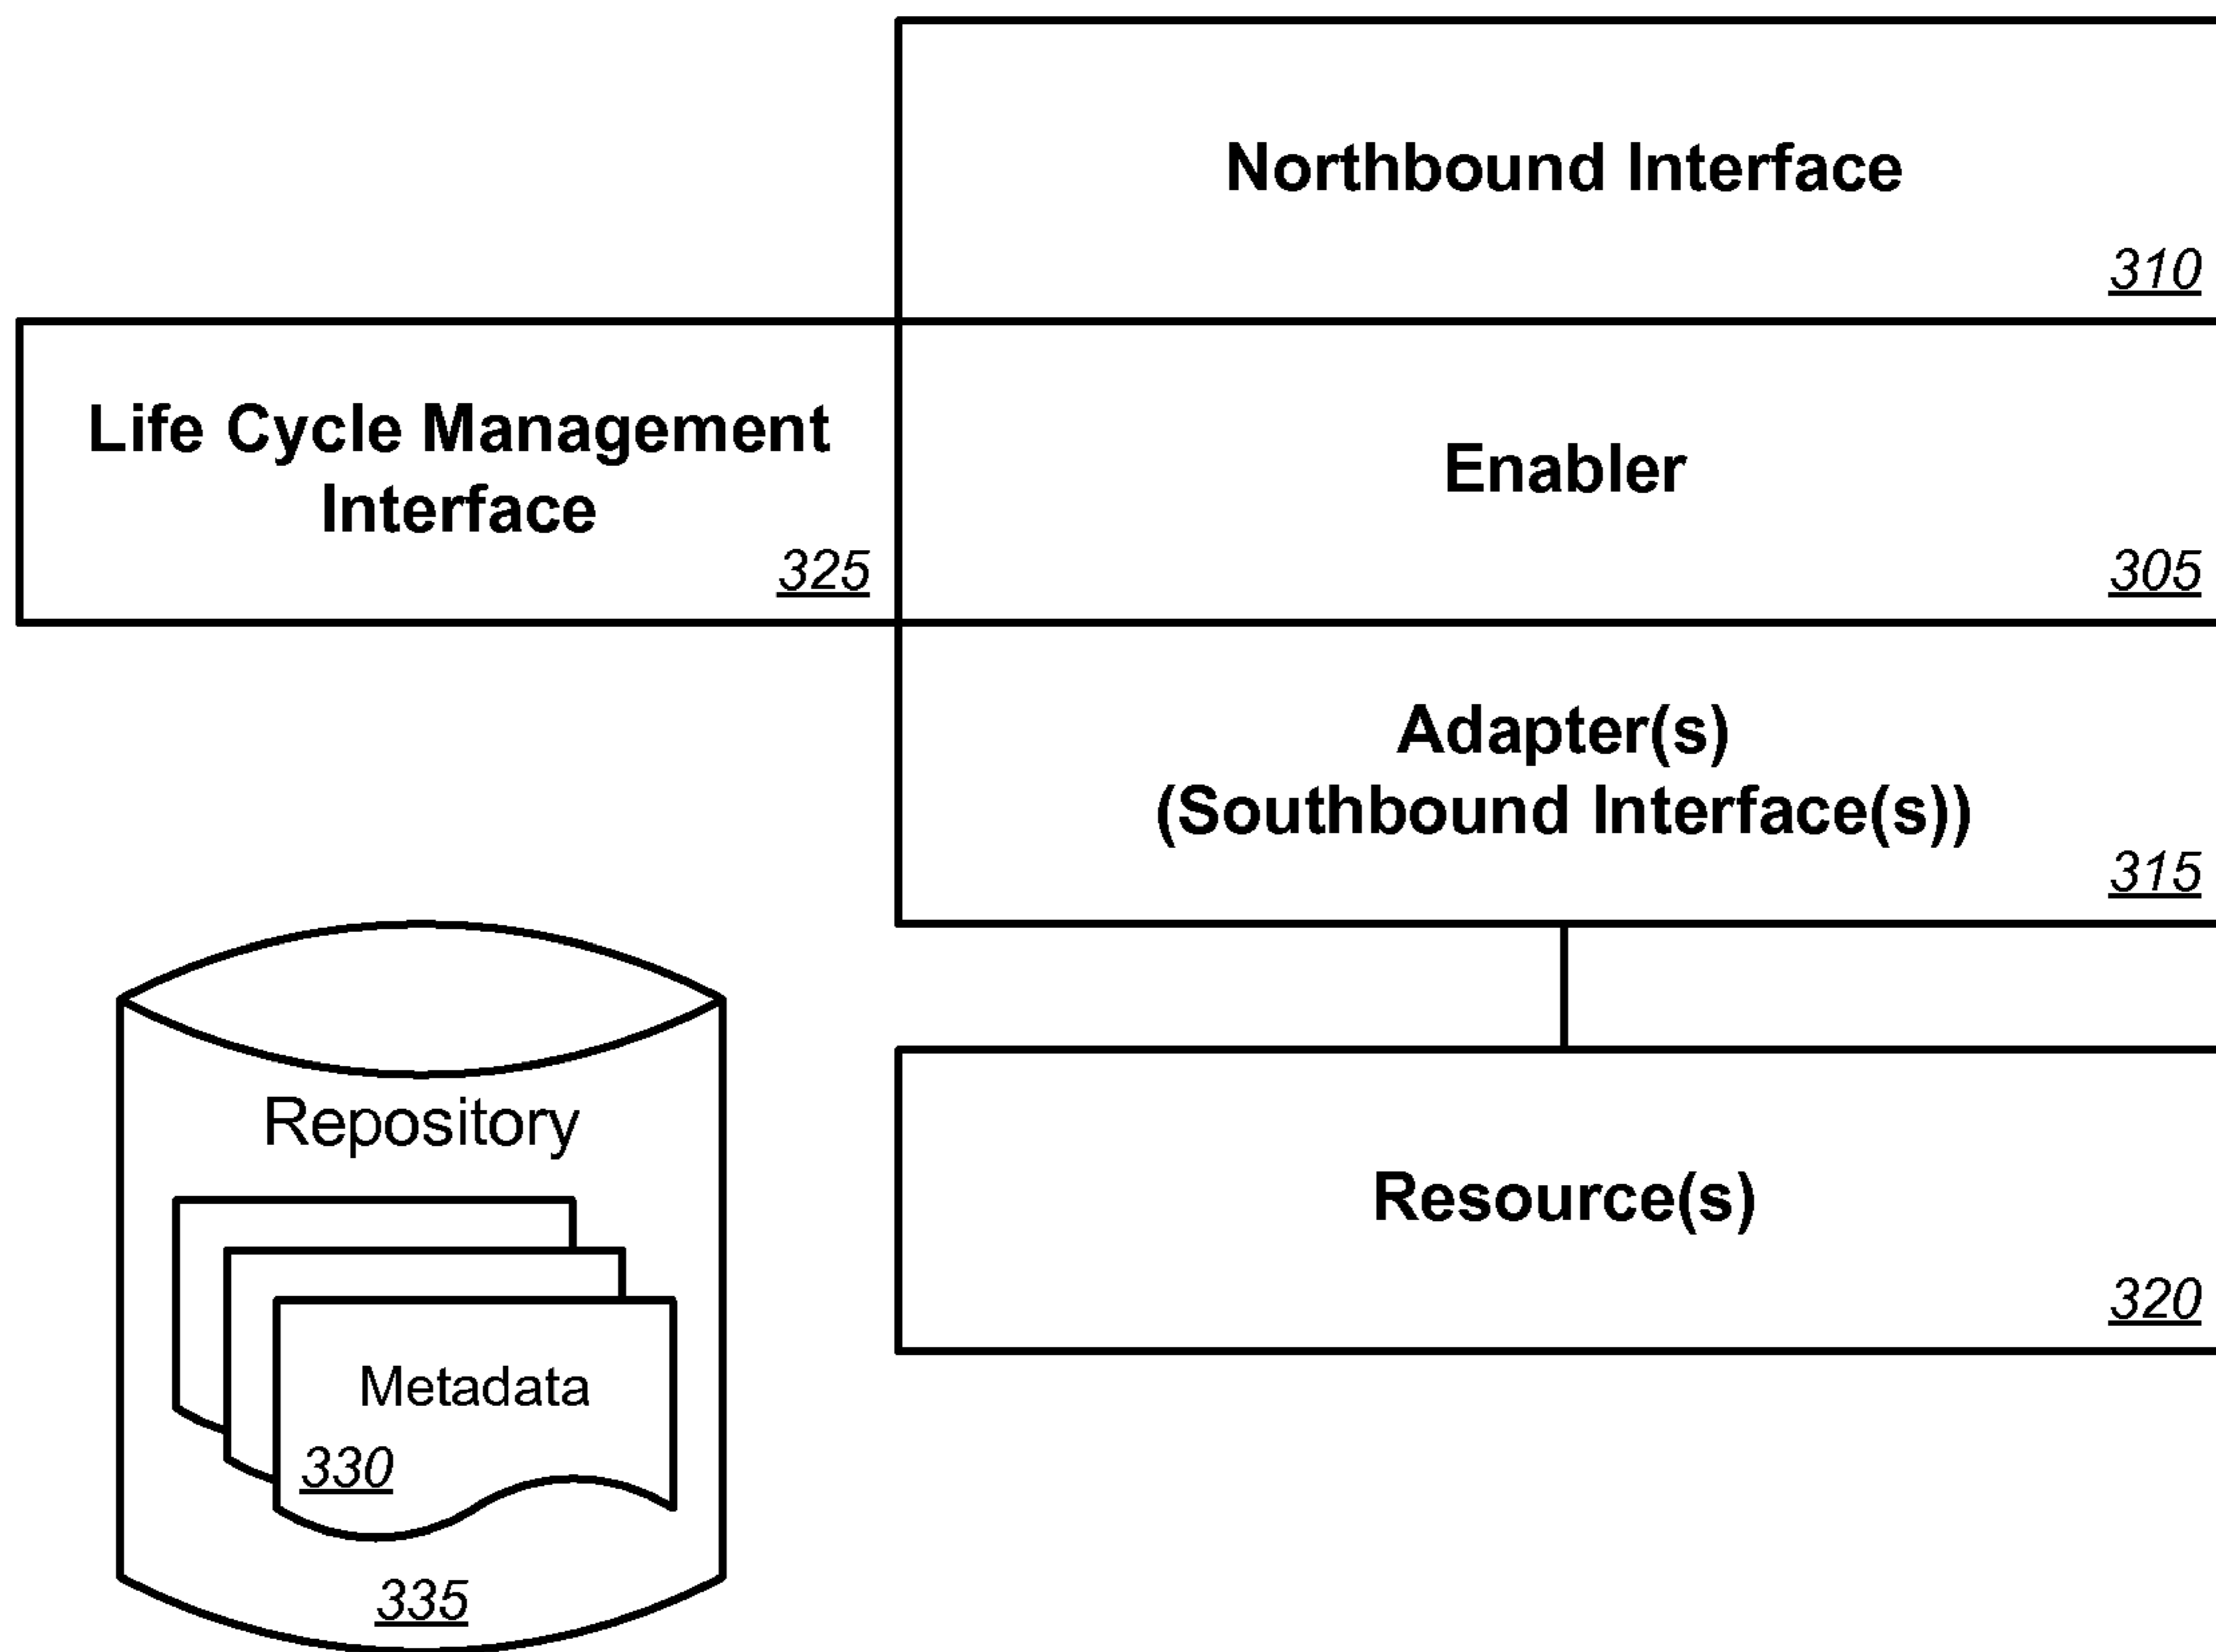 Northbound Interface
310
Life Cycle Management
Interface
325
Enabler
305
Adapter(s)
(Southbound Interface(s))
315
Repository
Metadata
330
335
Resource(s)
320